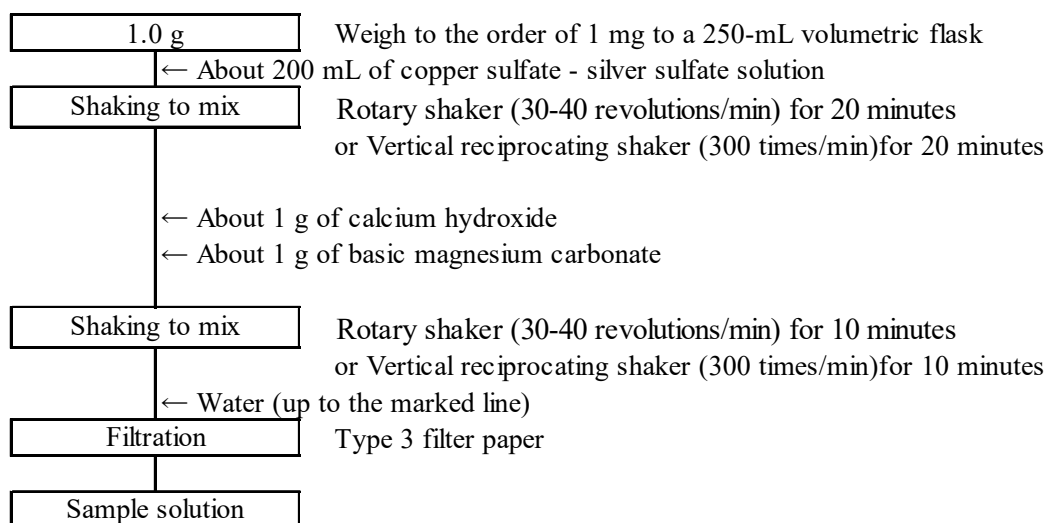 1.0 g Weigh to the order of 1 mg to a 250-mL volumetric flask
← About 200 mL of copper sulfate - silver sulfate solution
Shaking to mix Rotary shaker (30-40 revolutions/min) for 20 minutes
or Vertical reciprocating shaker (300 times/min)for 20 minutes
← About 1 g of calcium hydroxide
← About 1 g of basic magnesium carbonate
Shaking to mix Rotary shaker (30-40 revolutions/min) for 10 minutes
or Vertical reciprocating shaker (300 times/min)for 10 minutes
← Water (up to the marked line)
Filtration Type 3 filter paper
Sample solution